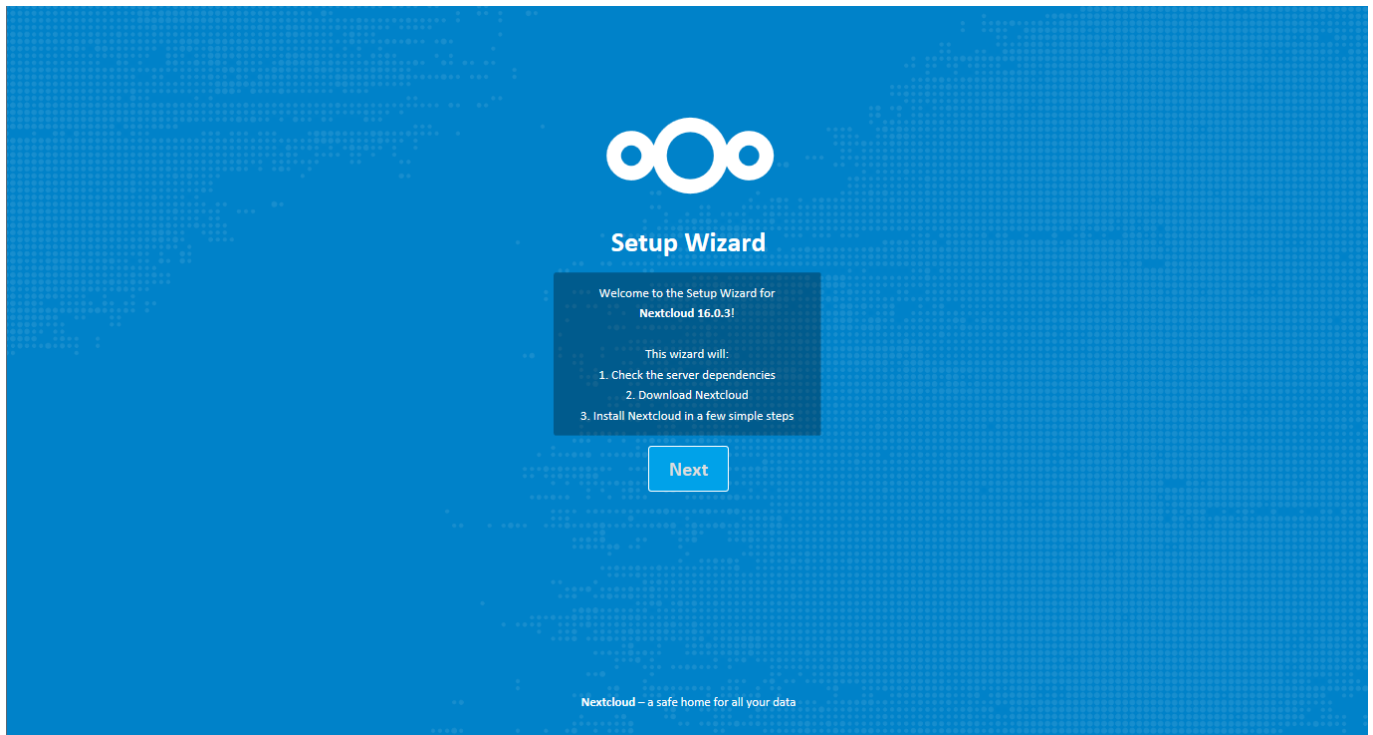 Setup Wizard
Welcome to the Setup Wizard for
Nextcloud 16.0.3!
This wizard will:
1. Check the server dependencies
2. Download Nextcloud
3. Install Nextcloud in a few simple steps
Next
Nextcloud – a safe home for all your data